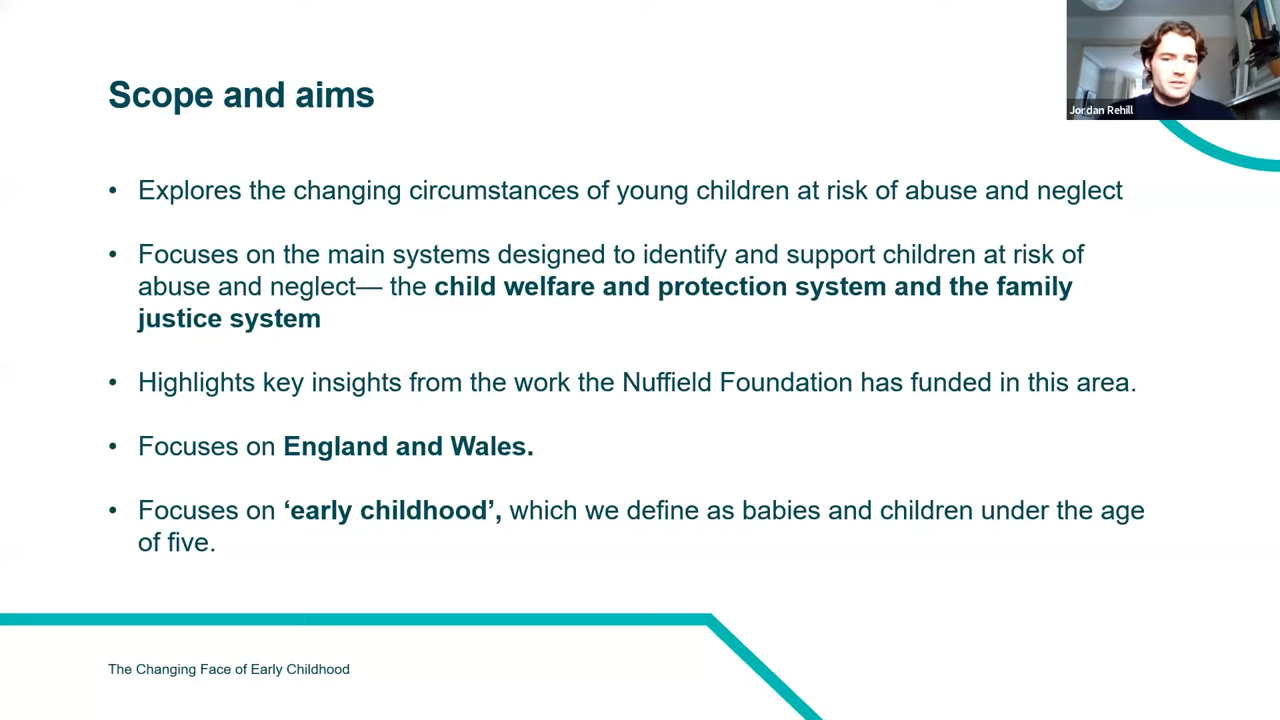 Scope and aims
Jordan Rehill
• Explores the changing circumstances of young children at risk of abuse and neglect
• Focuses on the main systems designed to identify and support children at risk of
abuse and neglect— the child welfare and protection system and the family
justice system
• Highlights key insights from the work the Nuffield Foundation has funded in this area.
• Focuses on England and Wales.
• Focuses on ‘early childhood’, which we define as babies and children under the age
of five.
The Changing Face of Early Childhood